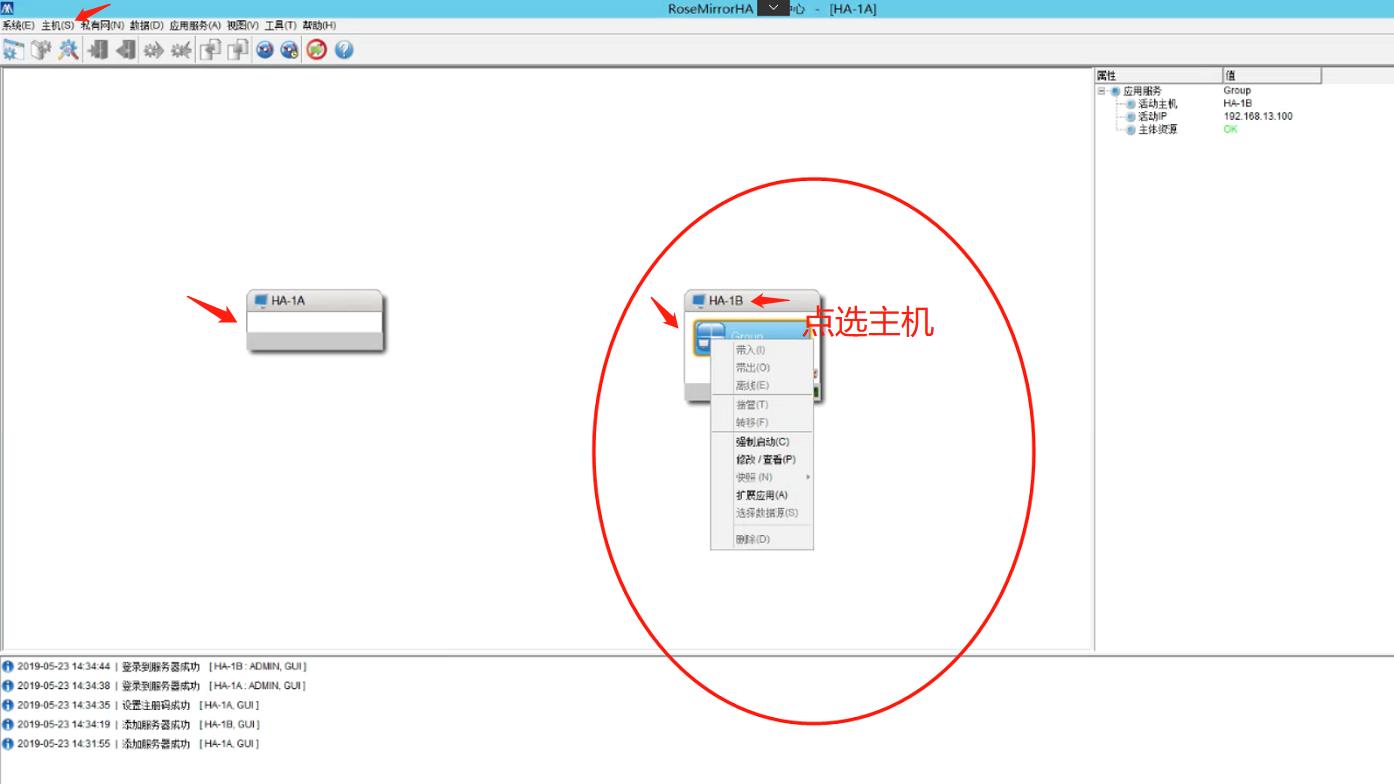 RoseMirrorHA 中心 - [HA-1A]
系统(E) 主机(S) 私有网(N) 数据(D) 应用服务(A) 视图(V) 工具(T) 帮助(H)
属性 值
应用服务 Group
活动主机 HA-1B
活动IP 192.168.13.100
主体资源 OK
HA-1A
HA-1B
点选主机
Group
带入(I)
带出(O)
离线(E)
接管(T)
转移(F)
强制启动(C)
修改 / 查看(P)
快照 (N)
扩展应用(A)
选择数据源(S)
删除(D)
2019-05-23 14:34:44 | 登录到服务器成功 [ HA-1B : ADMIN, GUI ]
2019-05-23 14:34:38 | 登录到服务器成功 [ HA-1A : ADMIN, GUI ]
2019-05-23 14:34:35 | 设置注册码成功 [ HA-1A, GUI ]
2019-05-23 14:34:19 | 添加服务器成功 [ HA-1B, GUI ]
2019-05-23 14:31:55 | 添加服务器成功 [ HA-1A, GUI ]